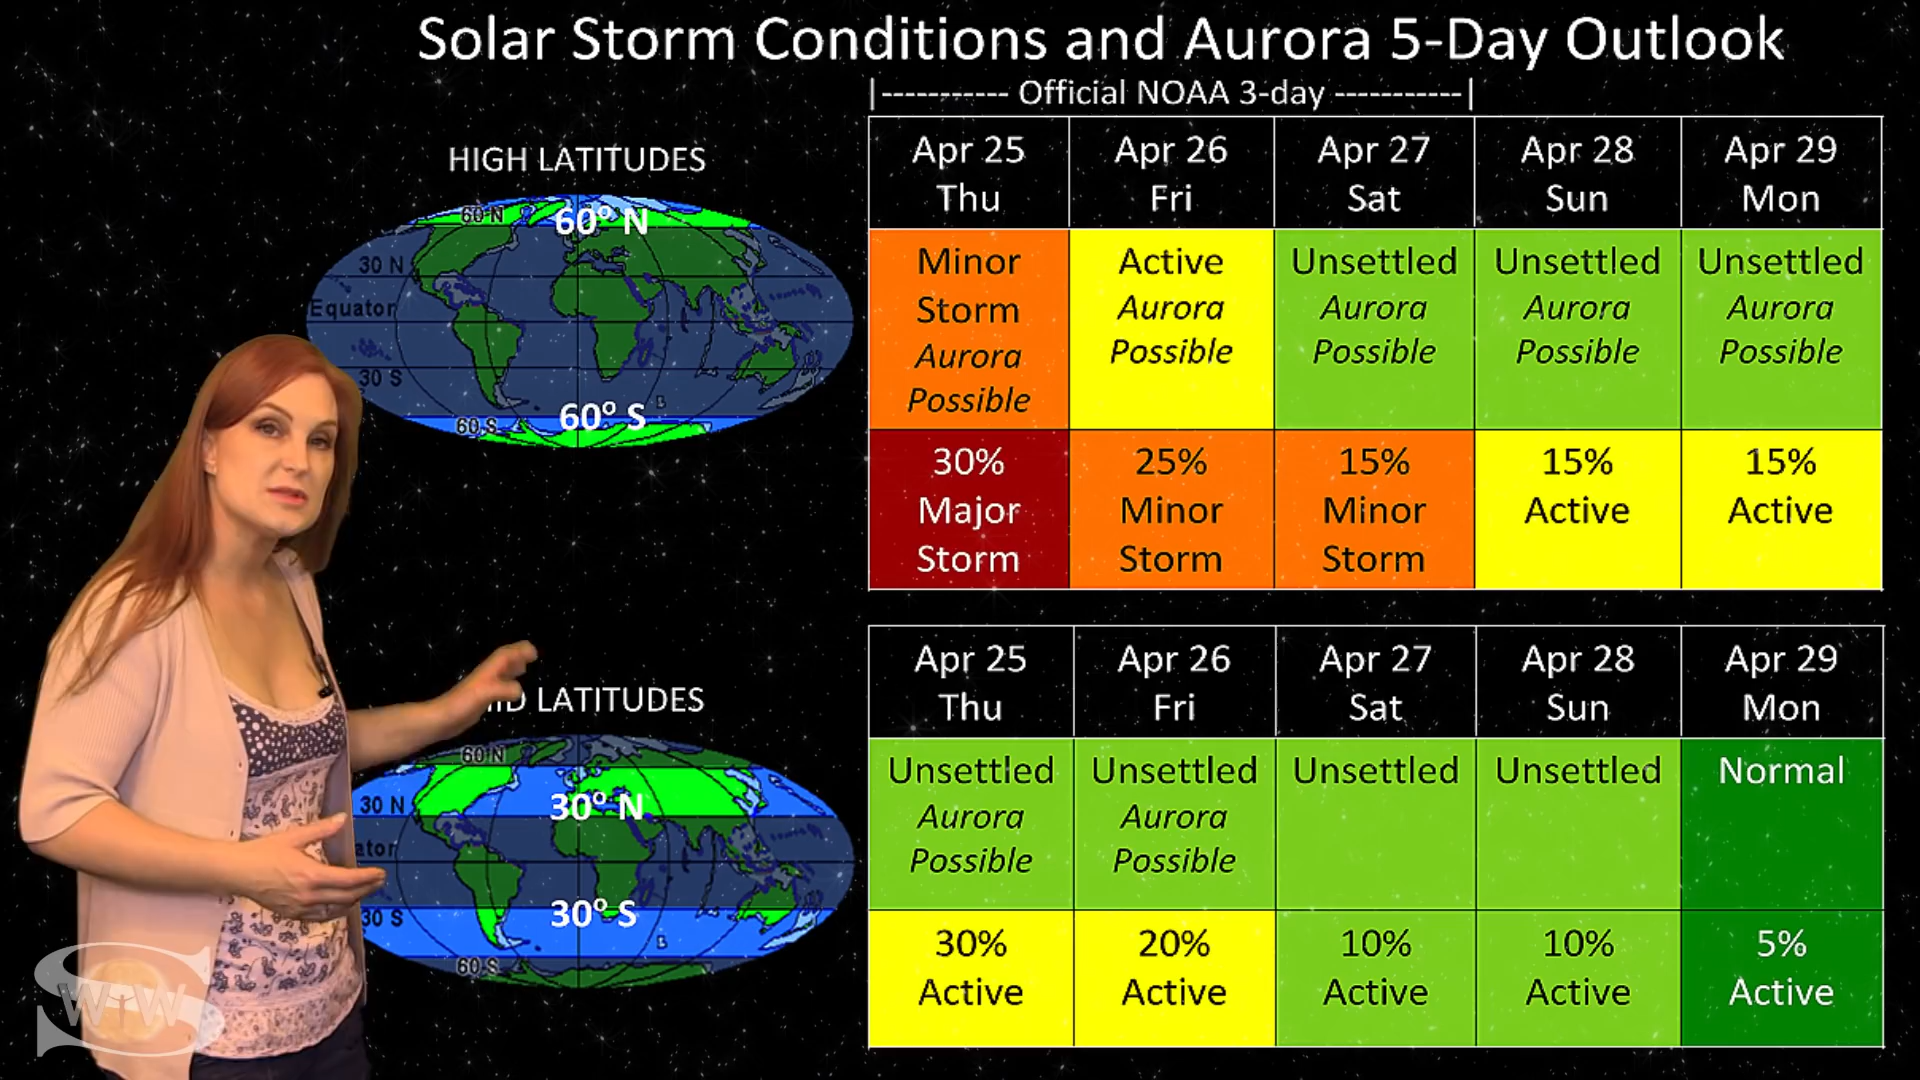 Solar Storm Conditions and Aurora 5-Day Outlook
|----------- Official NOAA 3-day -----------|
HIGH LATITUDES
60 N
60° N
30 N
Equator
30 S
60 S
60° S
Apr 25 Apr 26 Apr 27 Apr 28 Apr 29
Thu Fri Sat Sun Mon
Minor
Storm
Aurora
Possible
Active
Aurora
Possible
Unsettled
Aurora
Possible
Unsettled
Aurora
Possible
Unsettled
Aurora
Possible
30%
Major
Storm
25%
Minor
Storm
15%
Minor
Storm
15%
Active
15%
Active
LATITUDES
60 N
30 N
30° N
ator
30 S
30° S
60 S
Apr 25 Apr 26 Apr 27 Apr 28 Apr 29
Thu Fri Sat Sun Mon
Unsettled
Aurora
Possible
Unsettled
Aurora
Possible
Unsettled
Unsettled
Normal
30%
Active
20%
Active
10%
Active
10%
Active
5%
Active
SWTW